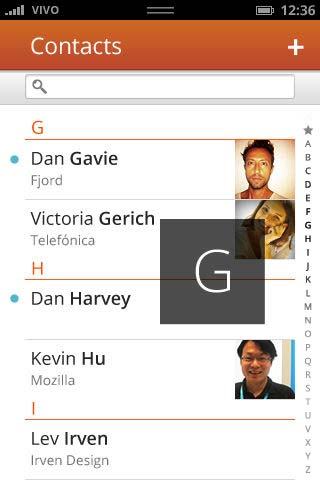 VIVO 12:36
Contacts +
G
Dan Gavie
Fjord
Victoria Gerich
Telefónica
G
H
Dan Harvey
Kevin Hu
Mozilla
I
Lev Irven
Irven Design
A
B
C
D
E
F
G
H
I
J
K
L
M
N
O
P
Q
R
S
T
U
V
W
X
Y
Z